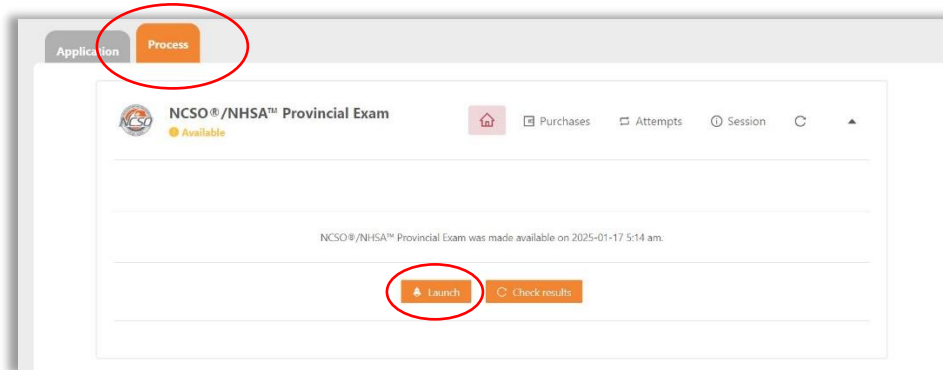 Application
Process
NCSO
NCSO®/NHSA™ Provincial Exam
Available
Purchases
Attempts
Session
NCSO®/NHSA™ Provincial Exam was made available on 2025-01-17 5:14 am.
Launch
Check results